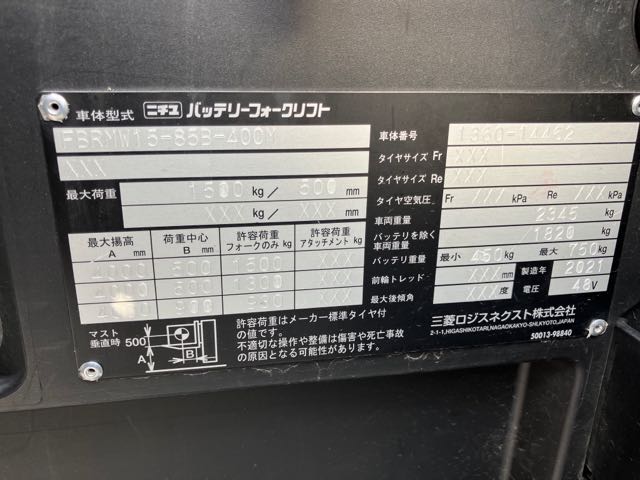 車体型式 ニチユ バッテリーフォークリフト
FBRMW15-85B-400M
XXX
最大荷重 1500 kg／ 500 mm
XXX kg／ XXX mm
最大揚高 A mm 荷重中心 B mm 許容荷重 フォークのみ kg 許容荷重 アタッチメント kg
4000 500 1500 XXX
4000 600
マスト
垂直時 500
A
B
許容荷重はメーカー標準タイヤ付
の値です。
不適切な操作や整備は傷害や死亡事故
の原因となる可能性があります。
車体番号
タイヤサイズ Fr XXX
タイヤサイズ Re XXX
タイヤ空気圧 Fr XXX kPa Re XXX kPa
車両重量 2345 kg
バッテリを除く
車両重量 1820 kg
バッテリ重量 最小 450 kg 最大 750 kg
前輪トレッド XXX mm 製造年 2021
最大後傾角 XXX 度 電圧 48 V
三菱ロジスネクスト株式会社
2-1-1,HIGASHIKOTARI,NAGAOKAKYO-SHI,KYOTO,JAPAN
50013-98840